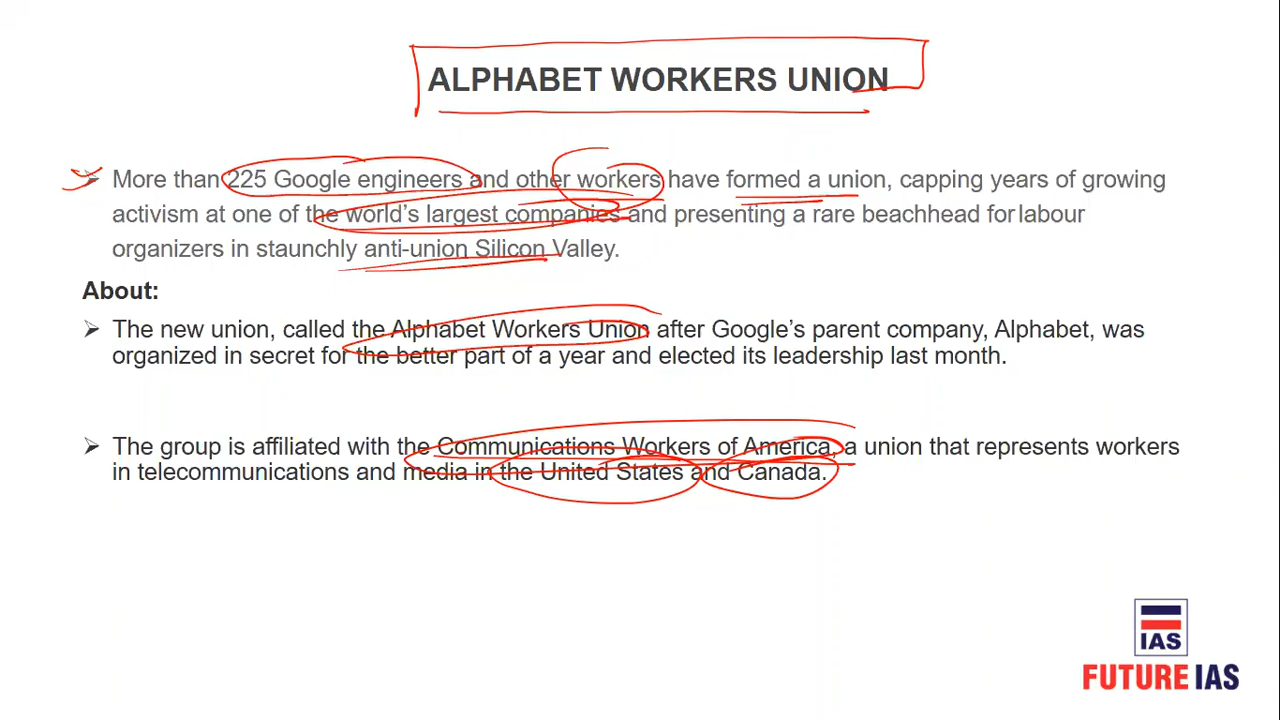 ALPHABET WORKERS UNION
More than 225 Google engineers and other workers have formed a union, capping years of growing
activism at one of the world's largest companies and presenting a rare beachhead for labour
organizers in staunchly anti-union Silicon Valley.
About:
The new union, called the Alphabet Workers Union after Google's parent company, Alphabet, was
organized in secret for the better part of a year and elected its leadership last month.
The group is affiliated with the Communications Workers of America, a union that represents workers
in telecommunications and media in the United States and Canada.
IAS
FUTURE IAS